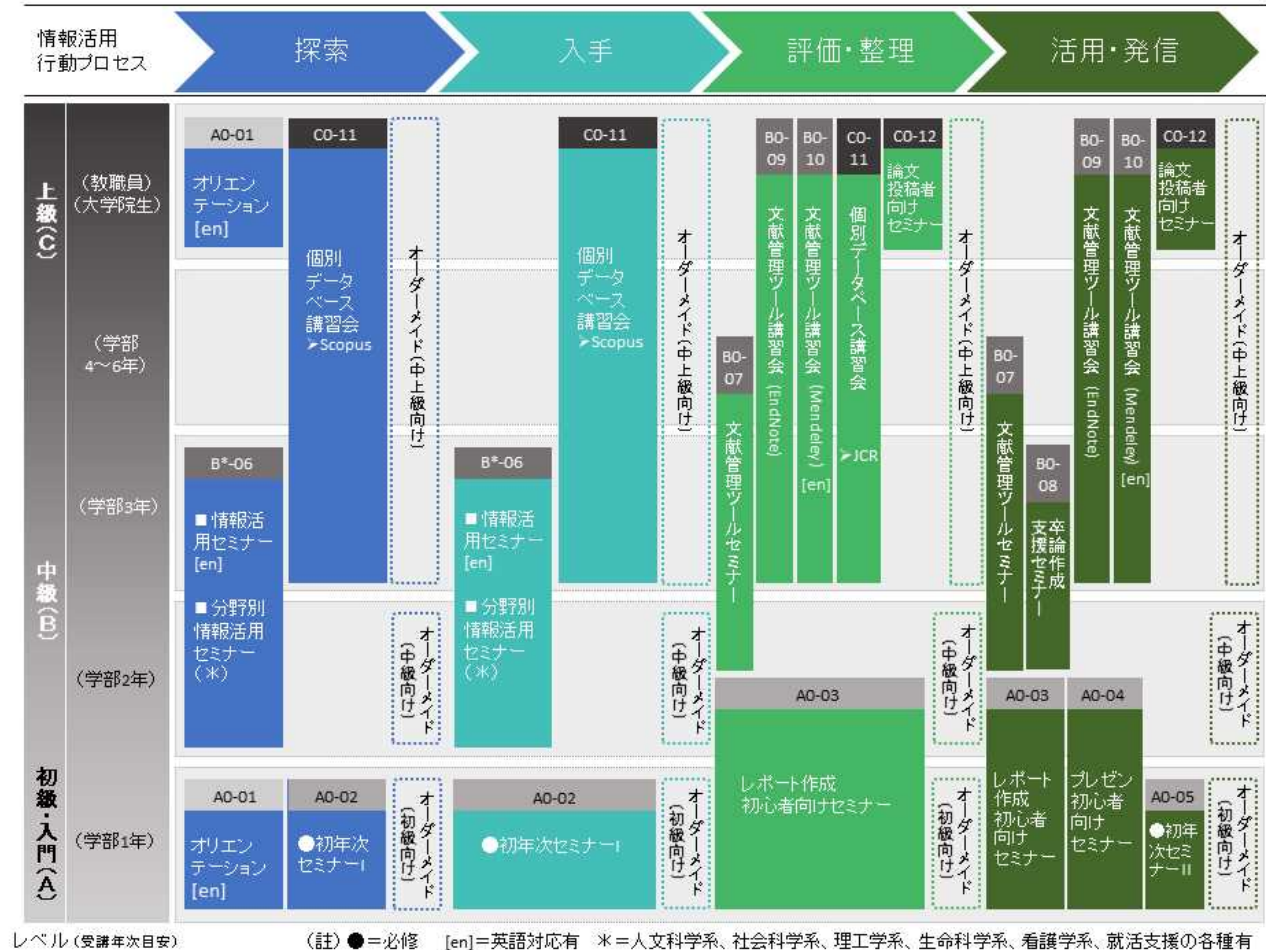 情報活用
行動プロセス
探索
入手
評価・整理
活用・発信
上級(C)
(教職員)
(大学院生)
(学部
4～6年)
(学部3年)
中級(B)
(学部2年)
初級・入門(A)
(学部1年)
A0-01
オリエン
テーション
[en]
C0-11
個別
データ
ベース
講習会
➤Scopus
オーダーメイド(中上級向け)
B*-06
■情報活
用セミナー
[en]
■分野別
情報活用
セミナー
(＊)
オーダーメイド
(中級向け)
A0-01
オリエン
テーション
[en]
A0-02
●初年次
セミナーI
オーダーメイド
(初級向け)
C0-11
個別
データ
ベース
講習会
➤Scopus
オーダーメイド(中上級向け)
B*-06
■情報活
用セミナー
[en]
■分野別
情報活用
セミナー
(＊)
オーダーメイド
(中級向け)
A0-02
●初年次セミナーI
オーダーメイド
(初級向け)
B0-
07
文献管理ツールセミナー
B0-
09
文献管理ツール講習会(EndNote)
B0-
10
文献管理ツール講習会(Mendeley)
[en]
C0-
11
個別データベース講習会
➤JCR
C0-12
論文
投稿者
向け
セミナー
オーダーメイド(中上級向け)
オーダーメイド
(中級向け)
A0-03
レポート作成
初心者向けセミナー
オーダーメイド
(初級向け)
B0-
07
文献管理ツールセミナー
B0-
08
卒論作成
支援セミナー
B0-
09
文献管理ツール講習会(EndNote)
B0-
10
文献管理ツール講習会(Mendeley)
[en]
C0-12
論文
投稿者
向け
セミナー
オーダーメイド(中上級向け)
オーダーメイド
(中級向け)
A0-03
レポート
作成
初心者
向け
セミナー
A0-04
プレゼン
初心者
向け
セミナー
A0-05
●初年
次セミ
ナーII
オーダーメイド
(初級向け)
レベル(受講年次目安)
(註)●=必修　[en]=英語対応有　＊=人文科学系、社会科学系、理工学系、生命科学系、看護学系、就活支援の各種有